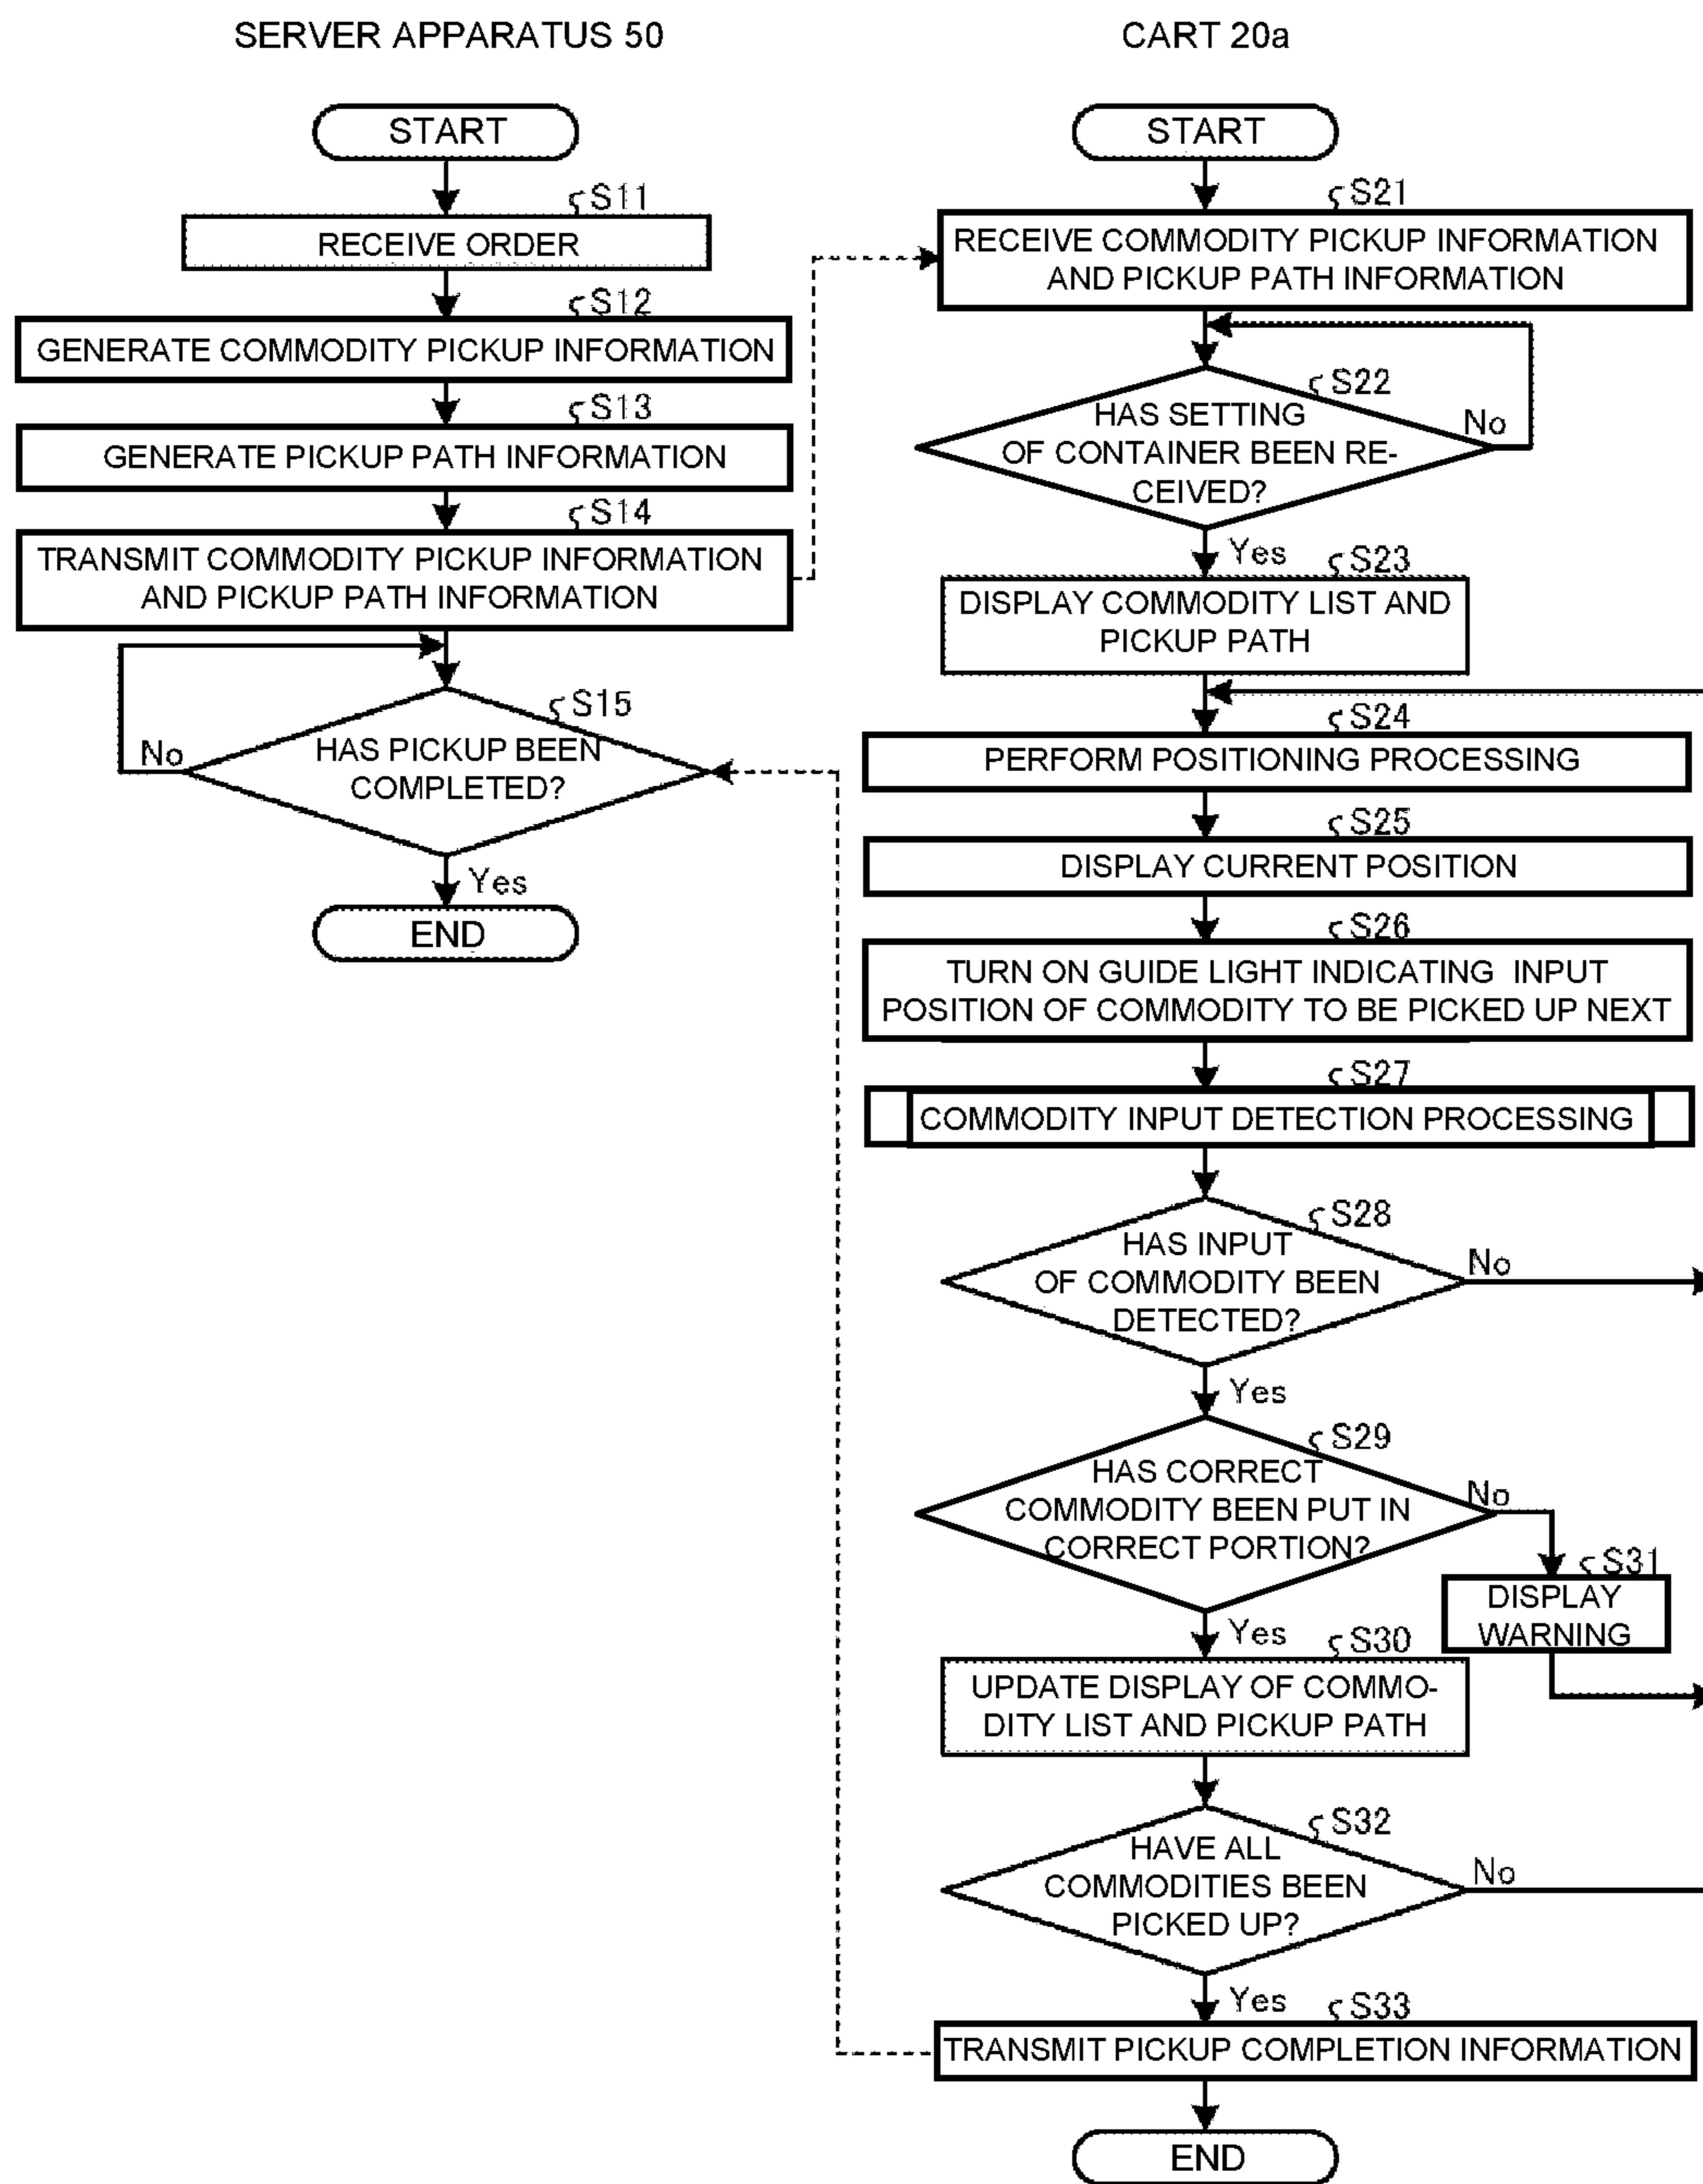 SERVER APPARATUS 50
START
S11
RECEIVE ORDER
S12
GENERATE COMMODITY PICKUP INFORMATION
S13
GENERATE PICKUP PATH INFORMATION
S14
TRANSMIT COMMODITY PICKUP INFORMATION
AND PICKUP PATH INFORMATION
S15
HAS PICKUP BEEN
COMPLETED?
No
Yes
END
CART 20a
START
S21
RECEIVE COMMODITY PICKUP INFORMATION
AND PICKUP PATH INFORMATION
S22
HAS SETTING
OF CONTAINER BEEN RE-
CEIVED?
No
Yes
S23
DISPLAY COMMODITY LIST AND
PICKUP PATH
S24
PERFORM POSITIONING PROCESSING
S25
DISPLAY CURRENT POSITION
S26
TURN ON GUIDE LIGHT INDICATING INPUT
POSITION OF COMMODITY TO BE PICKED UP NEXT
S27
COMMODITY INPUT DETECTION PROCESSING
S28
HAS INPUT
OF COMMODITY BEEN
DETECTED?
No
Yes
S29
HAS CORRECT
COMMODITY BEEN PUT IN
CORRECT PORTION?
No
S31
DISPLAY
WARNING
Yes
S30
UPDATE DISPLAY OF COMMO-
DITY LIST AND PICKUP PATH
S32
HAVE ALL
COMMODITIES BEEN
PICKED UP?
No
Yes
S33
TRANSMIT PICKUP COMPLETION INFORMATION
END